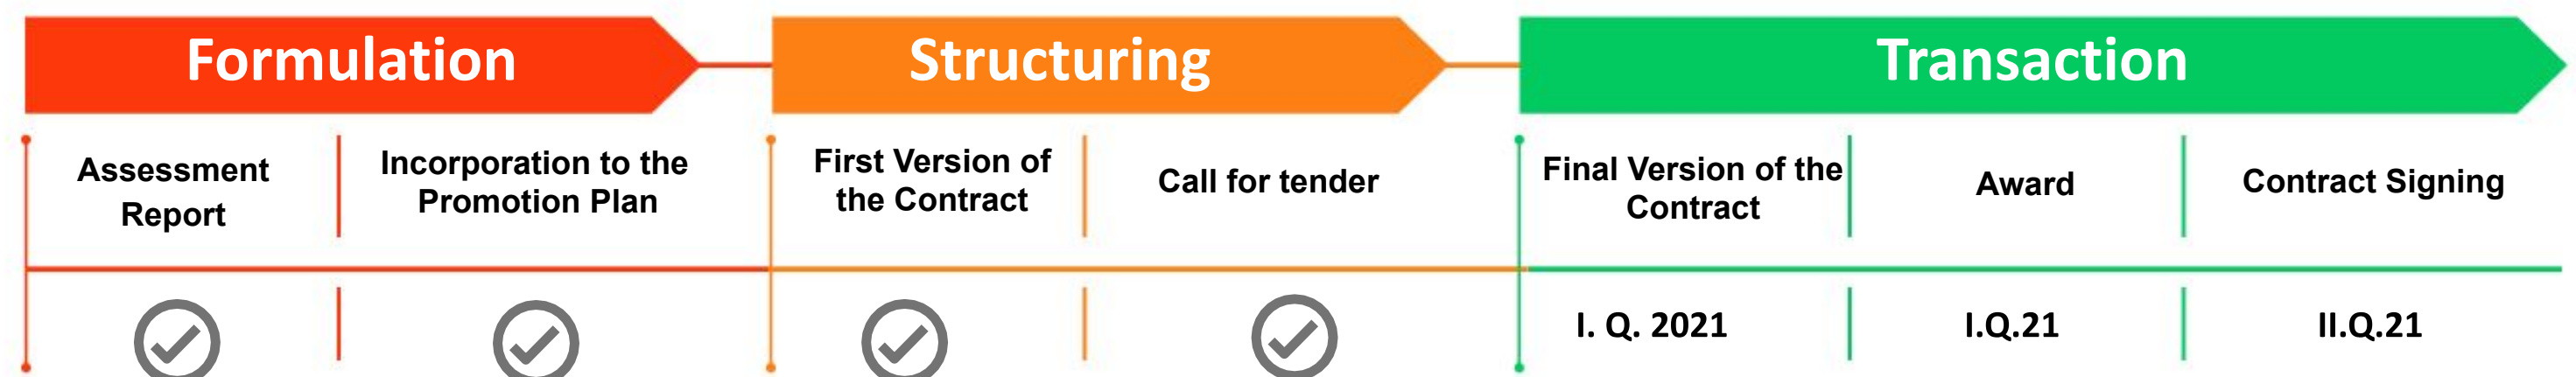 Formulation
Structuring
Transaction
Assessment
Report
Incorporation to the
Promotion Plan
First Version of
the Contract
Call for tender
Final Version of the
Contract
Award
Contract Signing
I. Q. 2021
I.Q.21
II.Q.21